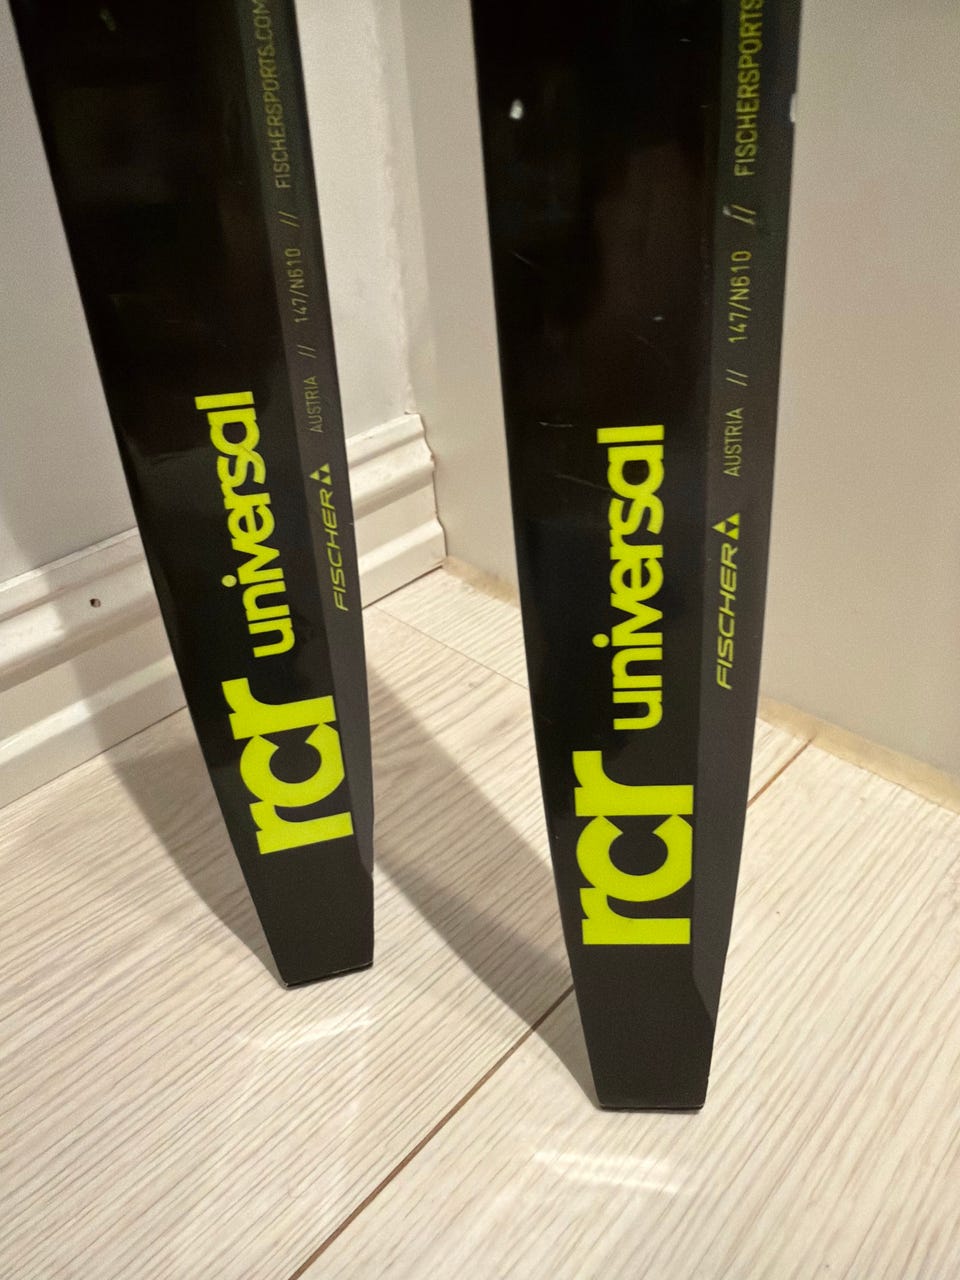 rcr universal
FISCHER AUSTRIA // 147/N610 // FISCHERSPORTS.COM
rcr universal
FISCHER AUSTRIA // 147/N610 // FISCHERSPORTS